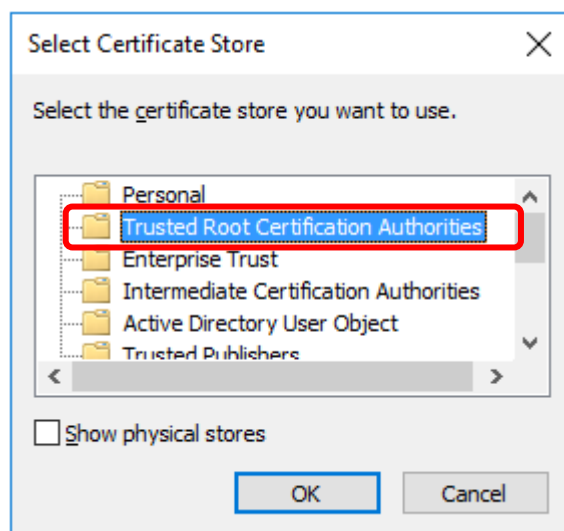 Select Certificate Store
Select the certificate store you want to use.
Personal
Trusted Root Certification Authorities
Enterprise Trust
Intermediate Certification Authorities
Active Directory User Object
Trusted Publishers
Show physical stores
OK Cancel